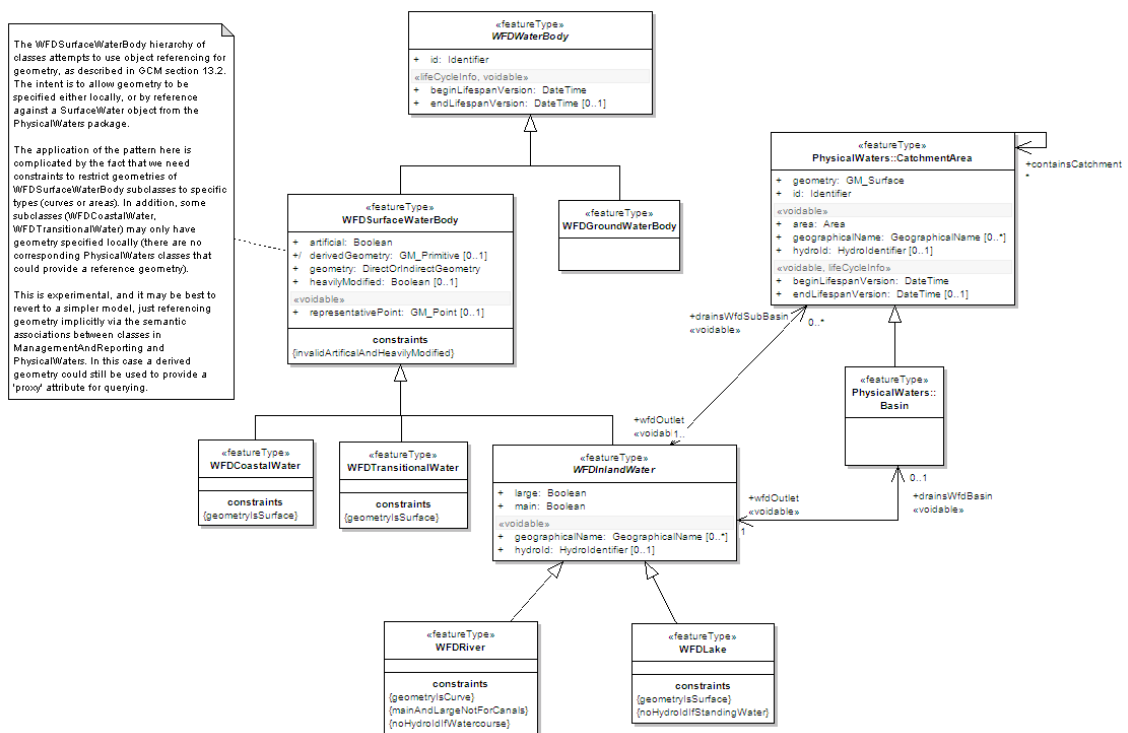 The WFDSurfaceWaterBody hierarchy of
classes attempts to use object referencing for
geometry, as described in GCM section 13.2.
The intent is to allow geometry to be
specified either locally, or by reference
against a SurfaceWater object from the
PhysicalWaters package.
The application of the pattern here is
complicated by the fact that we need
constraints to restrict geometries of
WFDSurfaceWaterBody subclasses to specific
types (curves or areas). In addition, some
subclasses (WFDCoastalWater,
WFDTransitionalWater) may only have
geometry specified locally (there are no
corresponding PhysicalWaters classes that
could provide a reference geometry).
This is experimental, and it may be best to
revert to a simpler model, just referencing
geometry implicitly via the semantic
associations between classes in
ManagementAndReporting and
PhysicalWaters. In this case a derived
geometry could still be used to provide a
'proxy' attribute for querying.
«featureType»
WFDWaterBody
+ id: Identifier
«lifeCycleInfo, voidable»
+ beginLifespanVersion: DateTime
+ endLifespanVersion: DateTime [0..1]
«featureType»
WFDSurfaceWaterBody
+ artificial: Boolean
+/ derivedGeometry: GM_Primitive [0..1]
+ geometry: DirectOrIndirectGeometry
+ heavilyModified: Boolean [0..1]
«voidable»
+ representativePoint: GM_Point [0..1]
constraints
{invalidArtificalAndHeavilyModified}
«featureType»
WFDGroundWaterBody
«featureType»
PhysicalWaters::CatchmentArea
+ geometry: GM_Surface
+ id: Identifier
«voidable»
+ area: Area
+ geographicalName: GeographicalName [0..*]
+ hydroId: HydroIdentifier [0..1]
«voidable, lifeCycleInfo»
+ beginLifespanVersion: DateTime
+ endLifespanVersion: DateTime [0..1]
+containsCatchment
*
+drainsWfdSubBasin
«voidable»
0..*
«featureType»
PhysicalWaters::
Basin
+wfdOutlet
«voidabl
1..
0..1
+drainsWfdBasin
«voidable»
+wfdOutlet
«voidable»
1
«featureType»
WFDCoastalWater
constraints
{geometryIsSurface}
«featureType»
WFDTransitionalWater
constraints
{geometryIsSurface}
«featureType»
WFDInlandWater
+ large: Boolean
+ main: Boolean
«voidable»
+ geographicalName: GeographicalName [0..*]
+ hydroId: HydroIdentifier [0..1]
«featureType»
WFDRiver
constraints
{geometryIsCurve}
{mainAndLargeNotForCanals}
{noHydroIdIfWatercourse}
«featureType»
WFDLake
constraints
{geometryIsSurface}
{noHydroIdIfStandingWater}